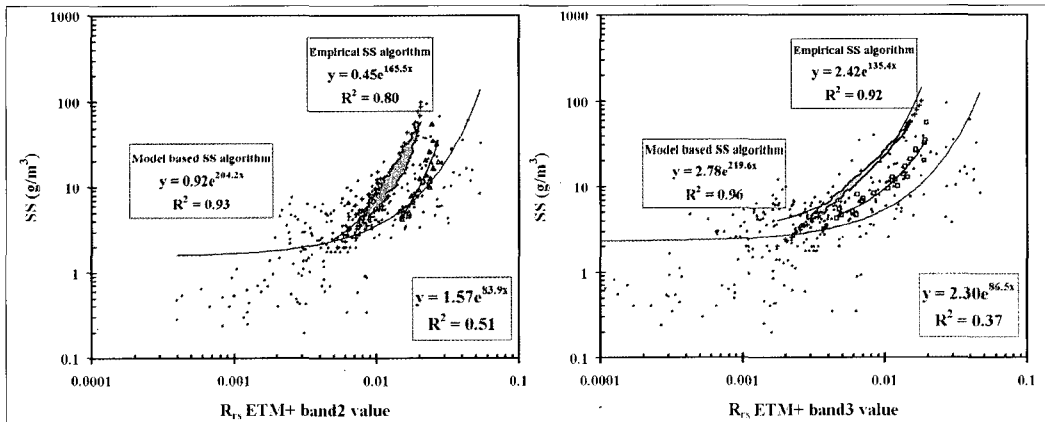 1000
100
10
1
0.1
SS (g/m³)
Empirical SS algorithm
y = 0.45e^165.5x
R² = 0.80
Model based SS algorithm
y = 0.92e^204.2x
R² = 0.93
y = 1.57e^83.9x
R² = 0.51
0.0001 0.001 0.01 0.1
Rrs ETM+ band2 value
1000
100
10
1
0.1
SS (g/m³)
Empirical SS algorithm
y = 2.42e^135.4x
R² = 0.92
Model based SS algorithm
y = 2.78e^219.6x
R² = 0.96
y = 2.30e^86.5x
R² = 0.37
0.0001 0.001 0.01 0.1
Rrs ETM+ band3 value